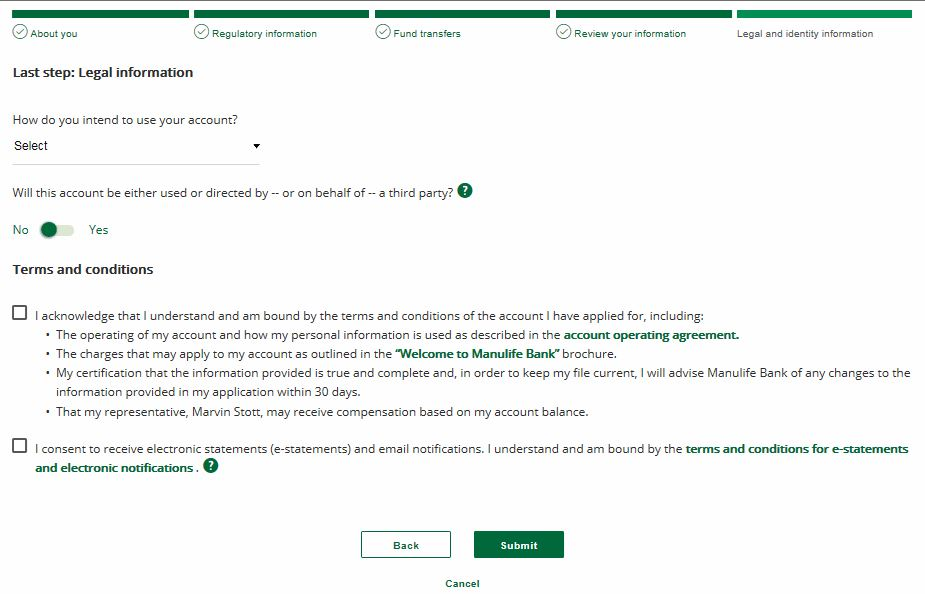 About you
Regulatory information
Fund transfers
Review your information
Legal and identity information
Last step: Legal information
How do you intend to use your account?
Select
Will this account be either used or directed by -- or on behalf of -- a third party? ?
No Yes
Terms and conditions
I acknowledge that I understand and am bound by the terms and conditions of the account I have applied for, including:
• The operating of my account and how my personal information is used as described in the account operating agreement.
• The charges that may apply to my account as outlined in the “Welcome to Manulife Bank” brochure.
• My certification that the information provided is true and complete and, in order to keep my file current, I will advise Manulife Bank of any changes to the
information provided in my application within 30 days.
• That my representative, Marvin Stott, may receive compensation based on my account balance.
I consent to receive electronic statements (e-statements) and email notifications. I understand and am bound by the terms and conditions for e-statements
and electronic notifications . ?
Back
Submit
Cancel